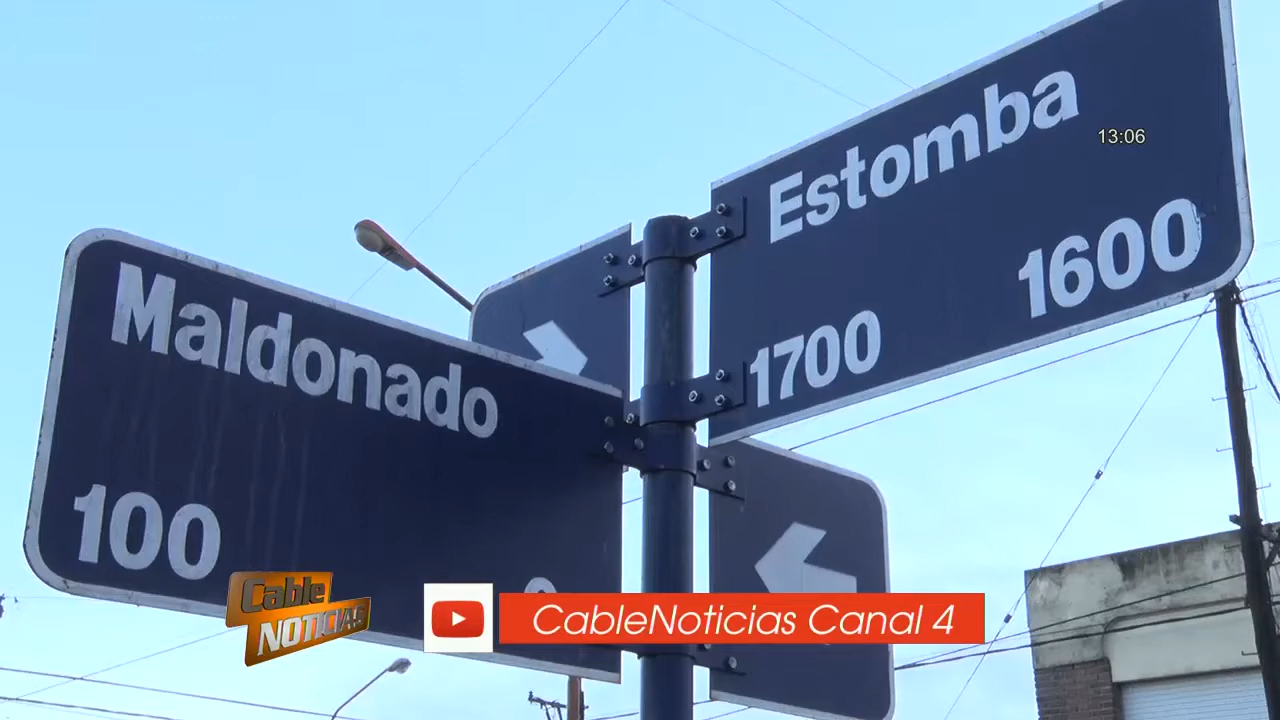 Estomba
13:06
1700 1600
Maldonado
100
Cable
NOTICIAS
CableNoticias Canal 4